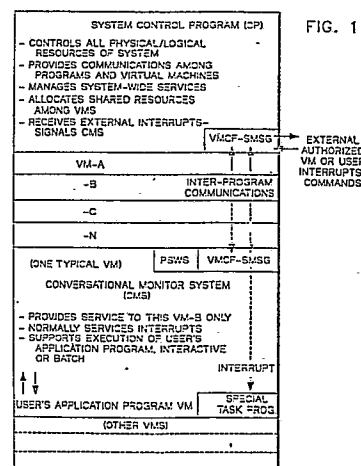 SYSTEM CONTROL PROGRAM (CP)
FIG. 1
- CONTROLS ALL PHYSICAL/LOGICAL
RESOURCES OF SYSTEM
- PROVIDES COMMUNICATIONS AMONG
PROGRAMS AND VIRTUAL MACHINES
- MANAGES SYSTEM-WIDE SERVICES
- ALLOCATES SHARED RESOURCES
AMONG VMS
- RECEIVES EXTERNAL INTERRUPTS-
SIGNALS CMS
VMCF-SMSG
EXTERNAL
AUTHORIZED
VM OR USER
INTERRUPTS
COMMANDS
VM-A
-B
INTER-PROGRAM
COMMUNICATIONS
-C
-N
(ONE TYPICAL VM)
PSWS
VMCF-SMSG
CONVERSATIONAL MONITOR SYSTEM
(CMS)
- PROVIDES SERVICE TO THIS VM-B ONLY
- NORMALLY SERVICES INTERRUPTS
- SUPPORTS EXECUTION OF USER'S
APPLICATION PROGRAM, INTERACTIVE
OR BATCH
INTERRUPT
USER'S APPLICATION PROGRAM VM
SPECIAL
TASK PROG.
(OTHER VMS)